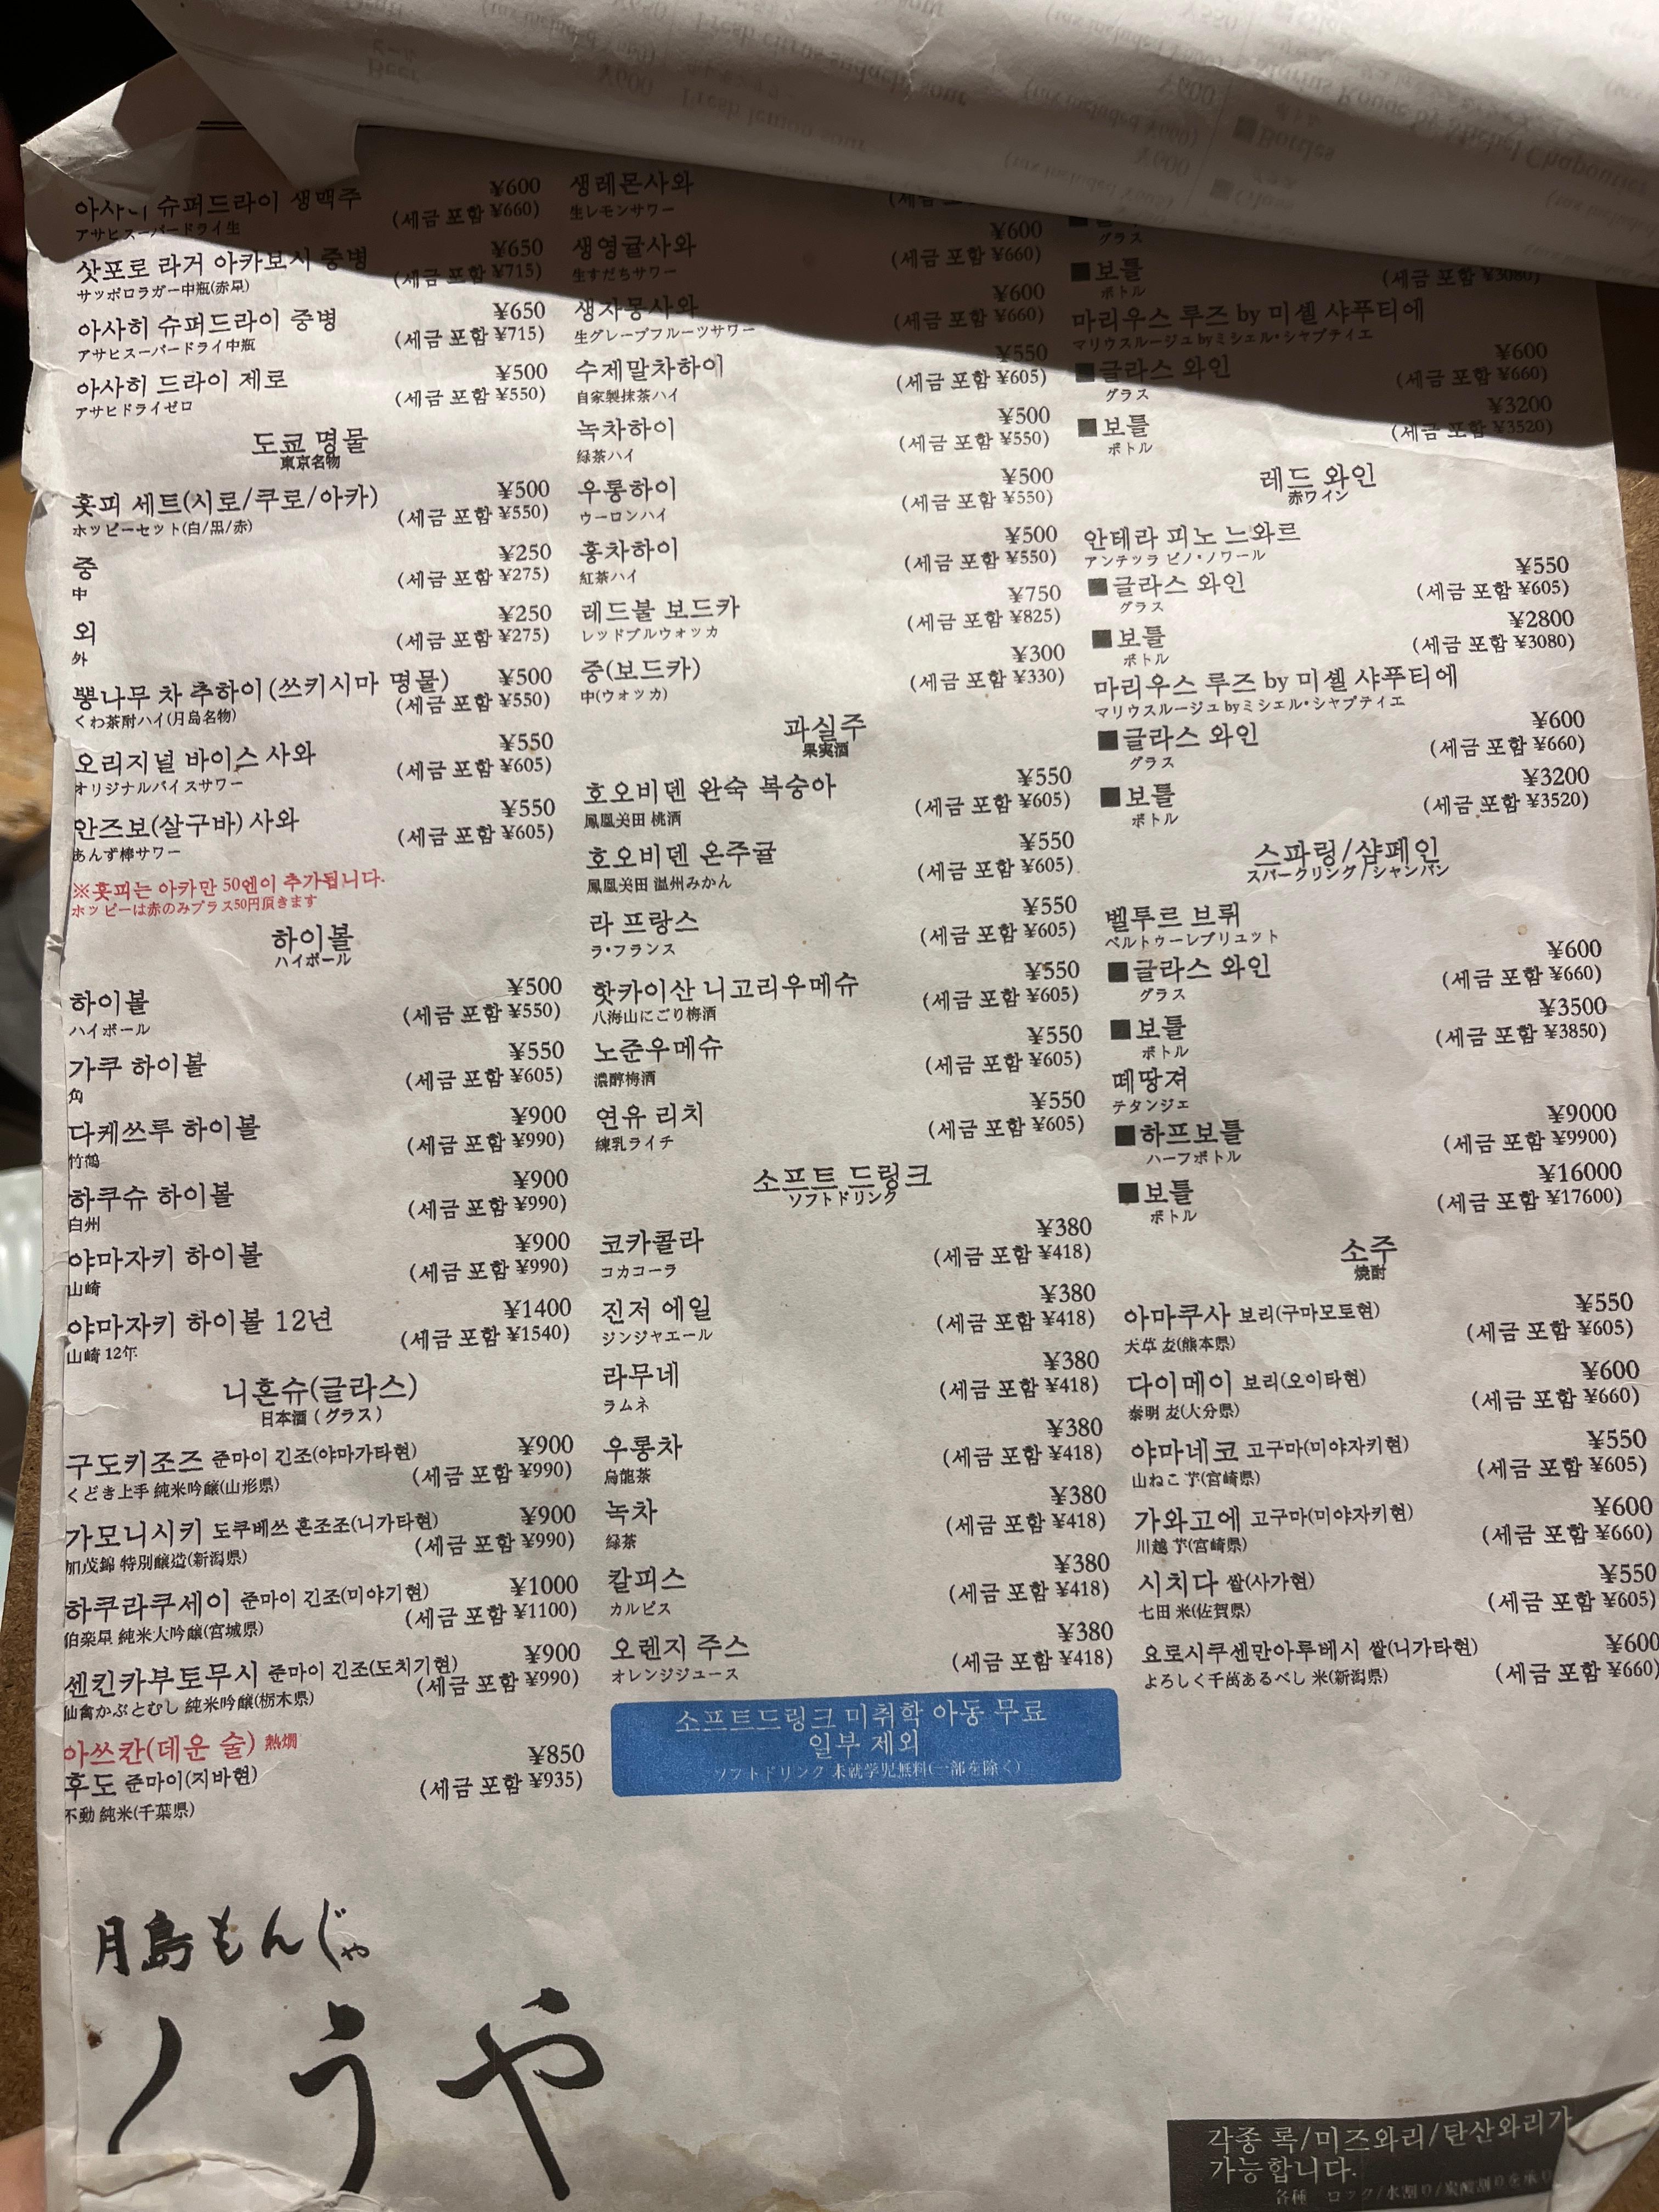 아사히 슈퍼드라이 생맥주 ¥600
アサヒスーパードライ生 (세금 포함 ¥660)
삿포로 라거 아카보시 중병 ¥650
サッポロラガー中瓶(赤星) (세금 포함 ¥715)
아사히 슈퍼드라이 중병 ¥650
アサヒスーパードライ中瓶 (세금 포함 ¥715)
아사히 드라이 제로 ¥500
アサヒドライゼロ (세금 포함 ¥550)
도쿄 명물
東京名物
홋피 세트(시로/쿠로/아카) ¥500
ホッピーセット(白/黒/赤) (세금 포함 ¥550)
중 ¥250
中 (세금 포함 ¥275)
외 ¥250
外 (세금 포함 ¥275)
뽕나무 차 추하이(쓰키시마 명물) ¥500
くわ茶酎ハイ(月島名物) (세금 포함 ¥550)
오리지널 바이스 사와 ¥550
オリジナルバイスサワー (세금 포함 ¥605)
안즈보(살구바) 사와 ¥550
あんず棒サワー (세금 포함 ¥605)
※홋피는 아카만 50엔이 추가됩니다.
ホッピーは赤のみプラス50円頂きます
하이볼
ハイボール
하이볼 ¥500
ハイボール (세금 포함 ¥550)
가쿠 하이볼 ¥550
角 (세금 포함 ¥605)
다케쓰루 하이볼 ¥900
竹鶴 (세금 포함 ¥990)
하쿠슈 하이볼 ¥900
白州 (세금 포함 ¥990)
야마자키 하이볼 ¥900
山崎 (세금 포함 ¥990)
야마자키 하이볼 12년 ¥1400
山崎 12年 (세금 포함 ¥1540)
니혼슈(글라스)
日本酒 (グラス)
구도키조즈 준마이 긴조(야마가타현) ¥900
くどき上手 純米吟醸(山形県) (세금 포함 ¥990)
가모니시키 도쿠베쓰 혼조조(니가타현) ¥900
加茂錦 特別醸造(新潟県) (세금 포함 ¥990)
하쿠라쿠세이 준마이 긴조(미야기현) ¥1000
伯楽星 純米大吟醸(宮城県) (세금 포함 ¥1100)
센킨카부토무시 준마이 긴조(도치기현) ¥900
仙禽かぶとむし 純米吟醸(栃木県) (세금 포함 ¥990)
아쓰칸(데운 술) 熱燗
후도 준마이(지바현) ¥850
不動 純米(千葉県) (세금 포함 ¥935)
月島もんじゃ
くうや
생레몬사와
生レモンサワー
생영귤사와 ¥600
生すだちサワー (세금 포함 ¥660)
생자몽사와 ¥600
生グレープフルーツサワー (세금 포함 ¥660)
수제말차하이 ¥550
自家製抹茶ハイ (세금 포함 ¥605)
녹차하이 ¥500
緑茶ハイ (세금 포함 ¥550)
우롱하이 ¥500
ウーロンハイ (세금 포함 ¥550)
홍차하이 ¥500
紅茶ハイ (세금 포함 ¥550)
레드불 보드카 ¥750
レッドブルウォッカ (세금 포함 ¥825)
중(보드카) ¥300
中(ウォッカ) (세금 포함 ¥330)
과실주
果実酒
호오비덴 완숙 복숭아 ¥550
鳳凰美田 桃酒 (세금 포함 ¥605)
호오비덴 온주귤 ¥550
鳳凰美田 温州みかん (세금 포함 ¥605)
라 프랑스 ¥550
ラ・フランス (세금 포함 ¥605)
핫카이산 니고리우메슈 ¥550
八海山にごり梅酒 (세금 포함 ¥605)
노준우메슈 ¥550
濃醇梅酒 (세금 포함 ¥605)
연유 리치 ¥550
練乳ライチ (세금 포함 ¥605)
소프트 드링크
ソフトドリンク
코카콜라 ¥380
コカコーラ (세금 포함 ¥418)
진저 에일 ¥380
ジンジャエール (세금 포함 ¥418)
라무네 ¥380
ラムネ (세금 포함 ¥418)
우롱차 ¥380
烏龍茶 (세금 포함 ¥418)
녹차 ¥380
緑茶 (세금 포함 ¥418)
칼피스 ¥380
カルピス (세금 포함 ¥418)
오렌지 주스 ¥380
オレンジジュース (세금 포함 ¥418)
소프트드링크 미취학 아동 무료
일부 제외
ソフトドリンク 未就学児無料(一部を除く)
グラス
■보틀
ボトル (세금 포함 ¥3080)
마리우스 루즈 by 미셸 샤푸티에
マリウスルージュ byミシェル・シャプティエ
■글라스 와인 ¥600
グラス (세금 포함 ¥660)
■보틀 ¥3200
ボトル (세금 포함 ¥3520)
레드 와인
赤ワイン
안테라 피노 느와르
アンテッラ ピノ・ノワール
■글라스 와인 ¥550
グラス (세금 포함 ¥605)
■보틀 ¥2800
ボトル (세금 포함 ¥3080)
마리우스 루즈 by 미셸 샤푸티에
マリウスルージュ byミシェル・シャプティエ
■글라스 와인 ¥600
グラス (세금 포함 ¥660)
■보틀 ¥3200
ボトル (세금 포함 ¥3520)
스파링/샴페인
スパークリング / シャンパン
벨투르 브뤼
ベルトゥーレブリュット
■글라스 와인 ¥600
グラス (세금 포함 ¥660)
■보틀 ¥3500
ボトル (세금 포함 ¥3850)
떼땅져
テタンジェ
■하프보틀 ¥9000
ハーフボトル (세금 포함 ¥9900)
■보틀 ¥16000
ボトル (세금 포함 ¥17600)
소주
焼酎
아마쿠사 보리(구마모토현) ¥550
天草 麦(熊本県) (세금 포함 ¥605)
다이메이 보리(오이타현) ¥600
泰明 麦(大分県) (세금 포함 ¥660)
야마네코 고구마(미야자키현) ¥550
山ねこ 芋(宮崎県) (세금 포함 ¥605)
가와고에 고구마(미야자키현) ¥600
川越 芋(宮崎県) (세금 포함 ¥660)
시치다 쌀(사가현) ¥550
七田 米(佐賀県) (세금 포함 ¥605)
요로시쿠센만아루베시 쌀(니가타현) ¥600
よろしく千萬あるべし 米(新潟県) (세금 포함 ¥660)
각종 록/미즈와리/탄산와리가
가능합니다.
各種 ロック/水割り/炭酸割りを承り